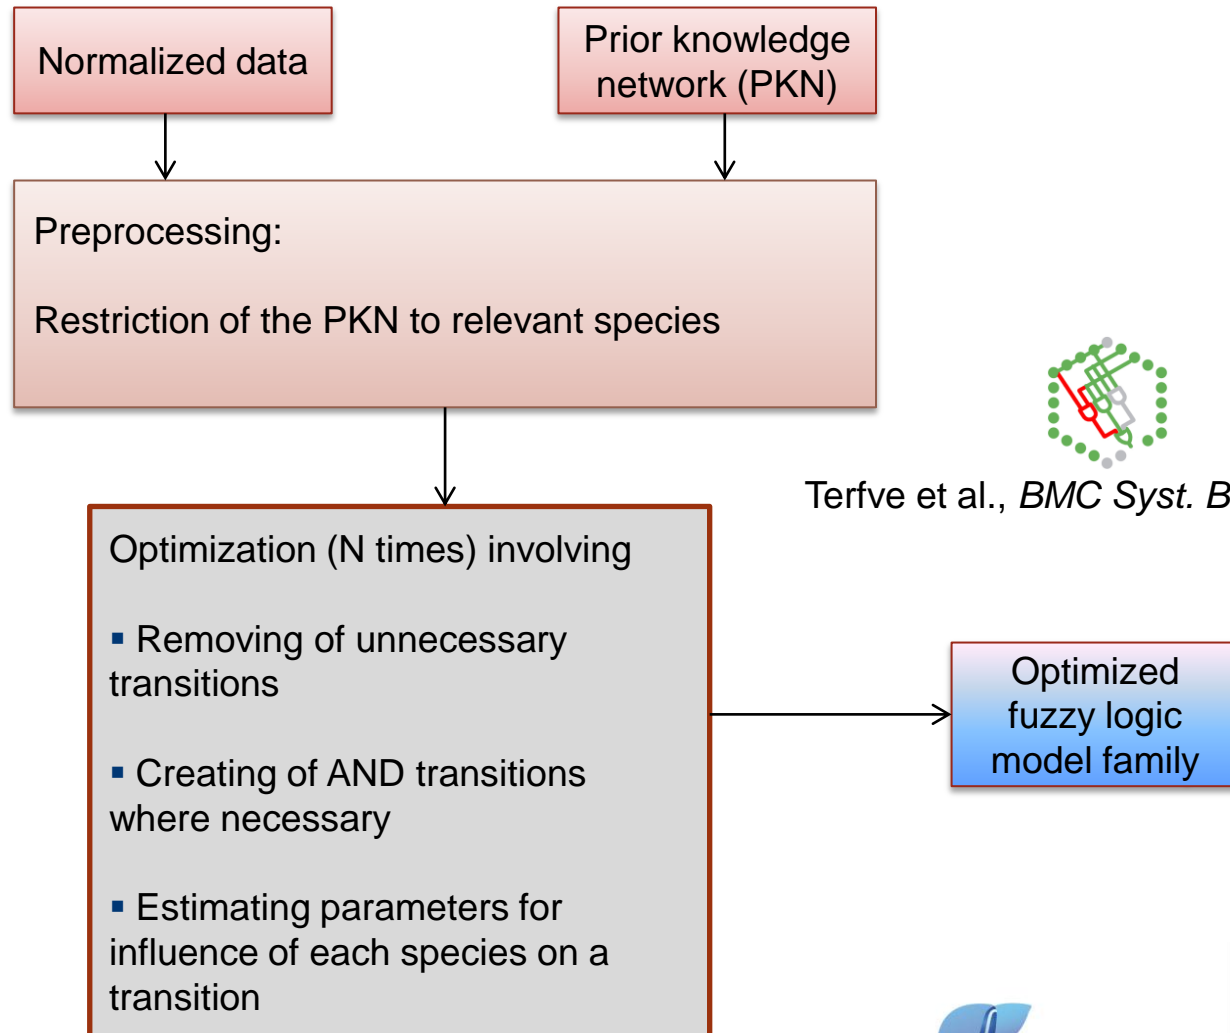 Normalized data
Prior knowledge
network (PKN)
Preprocessing:
Restriction of the PKN to relevant species
Terfve et al., BMC Syst. B
Optimization (N times) involving
▪ Removing of unnecessary
transitions
▪ Creating of AND transitions
where necessary
▪ Estimating parameters for
influence of each species on a
transition
Optimized
fuzzy logic
model family